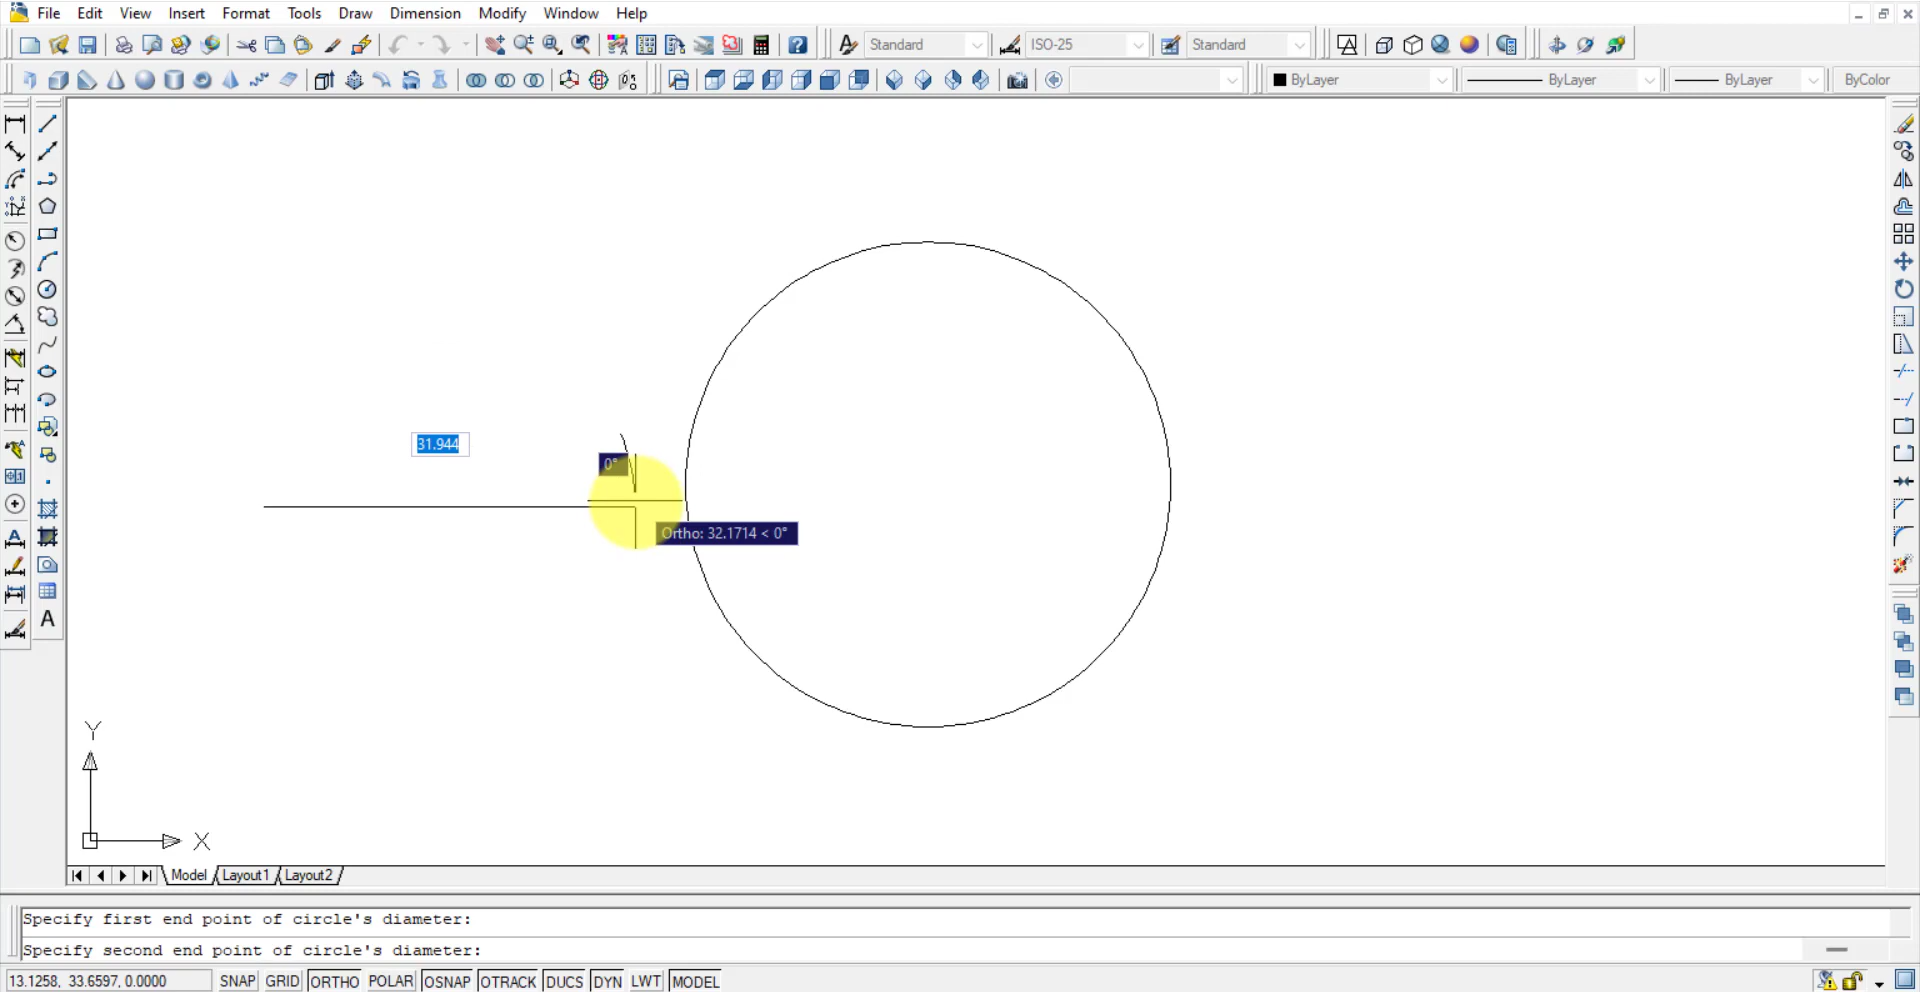 File Edit View Insert Format Tools Draw Dimension Modify Window Help
Standard ISO-25 Standard
ByLayer ByLayer ByLayer ByColor
31.944
0°
Ortho: 32.1714 < 0°
Y
X
Model Layout1 Layout2
Specify first end point of circle's diameter:
Specify second end point of circle's diameter:
13.1258, 33.6597, 0.0000 SNAP GRID ORTHO POLAR OSNAP OTRACK DUCS DYN LWT MODEL